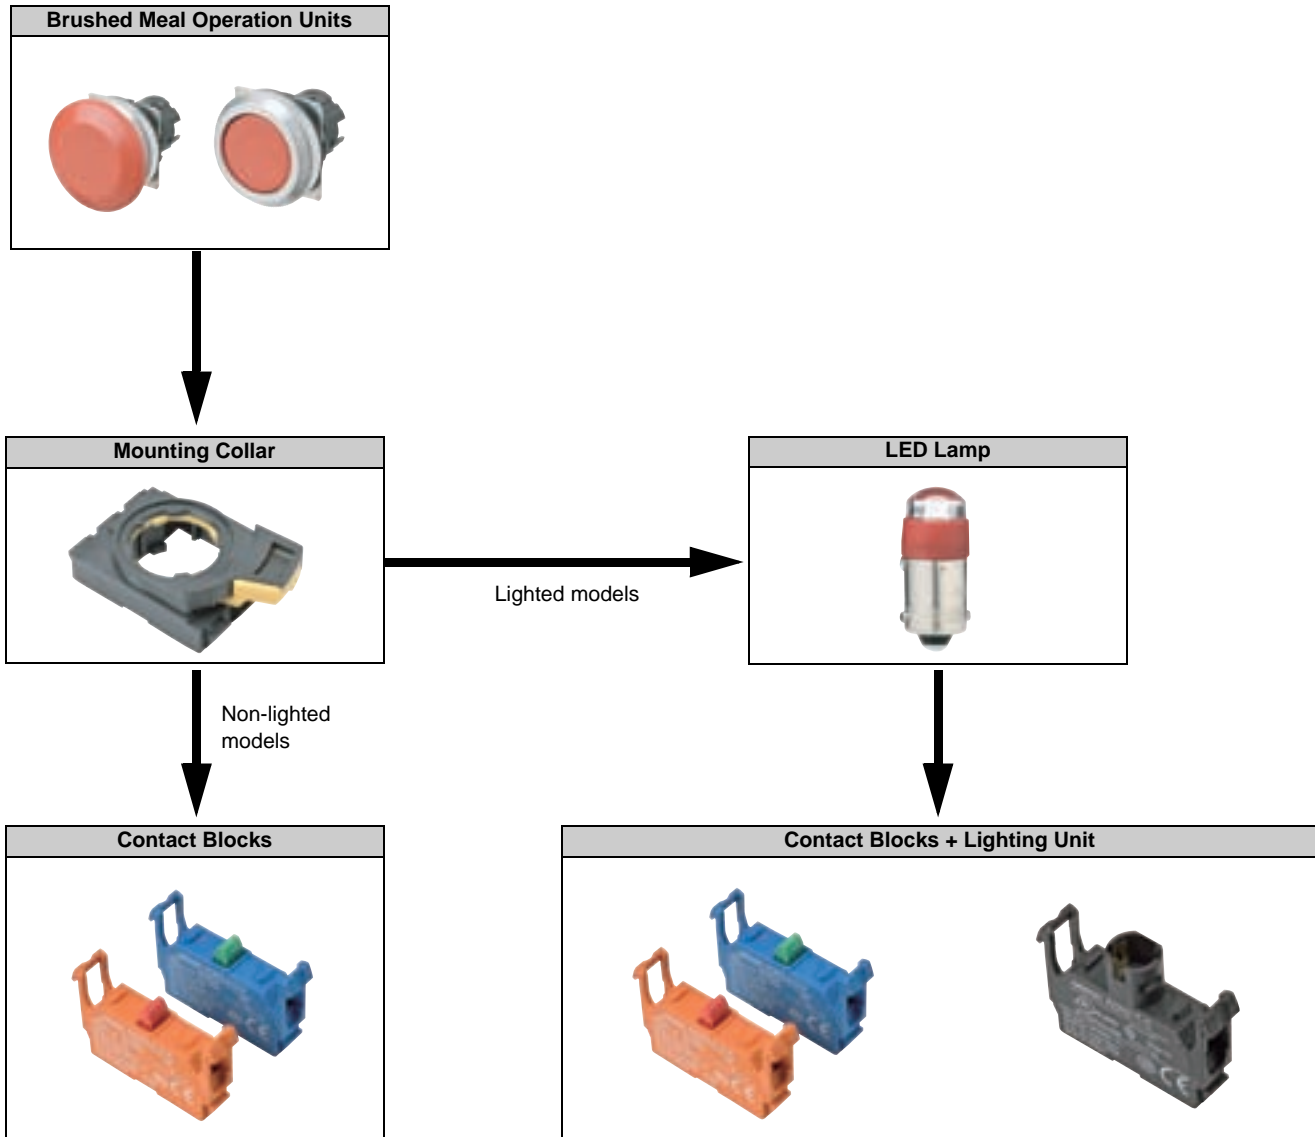 Brushed Meal Operation Units
Mounting Collar
LED Lamp
Lighted models
Non-lighted
models
Contact Blocks
Contact Blocks + Lighting Unit